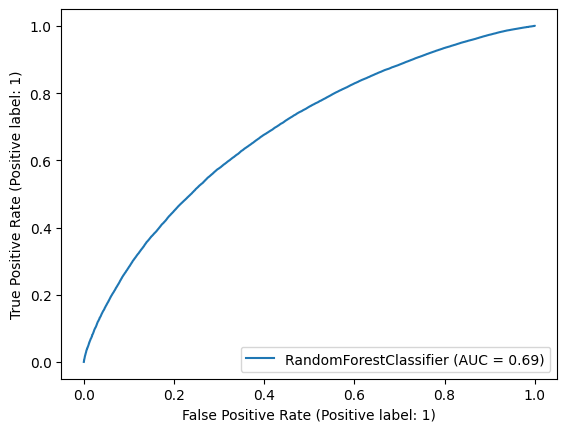 1.0
0.8
0.6
0.4
0.2
0.0
True Positive Rate (Positive label: 1)
RandomForestClassifier (AUC = 0.69)
0.0 0.2 0.4 0.6 0.8 1.0
False Positive Rate (Positive label: 1)